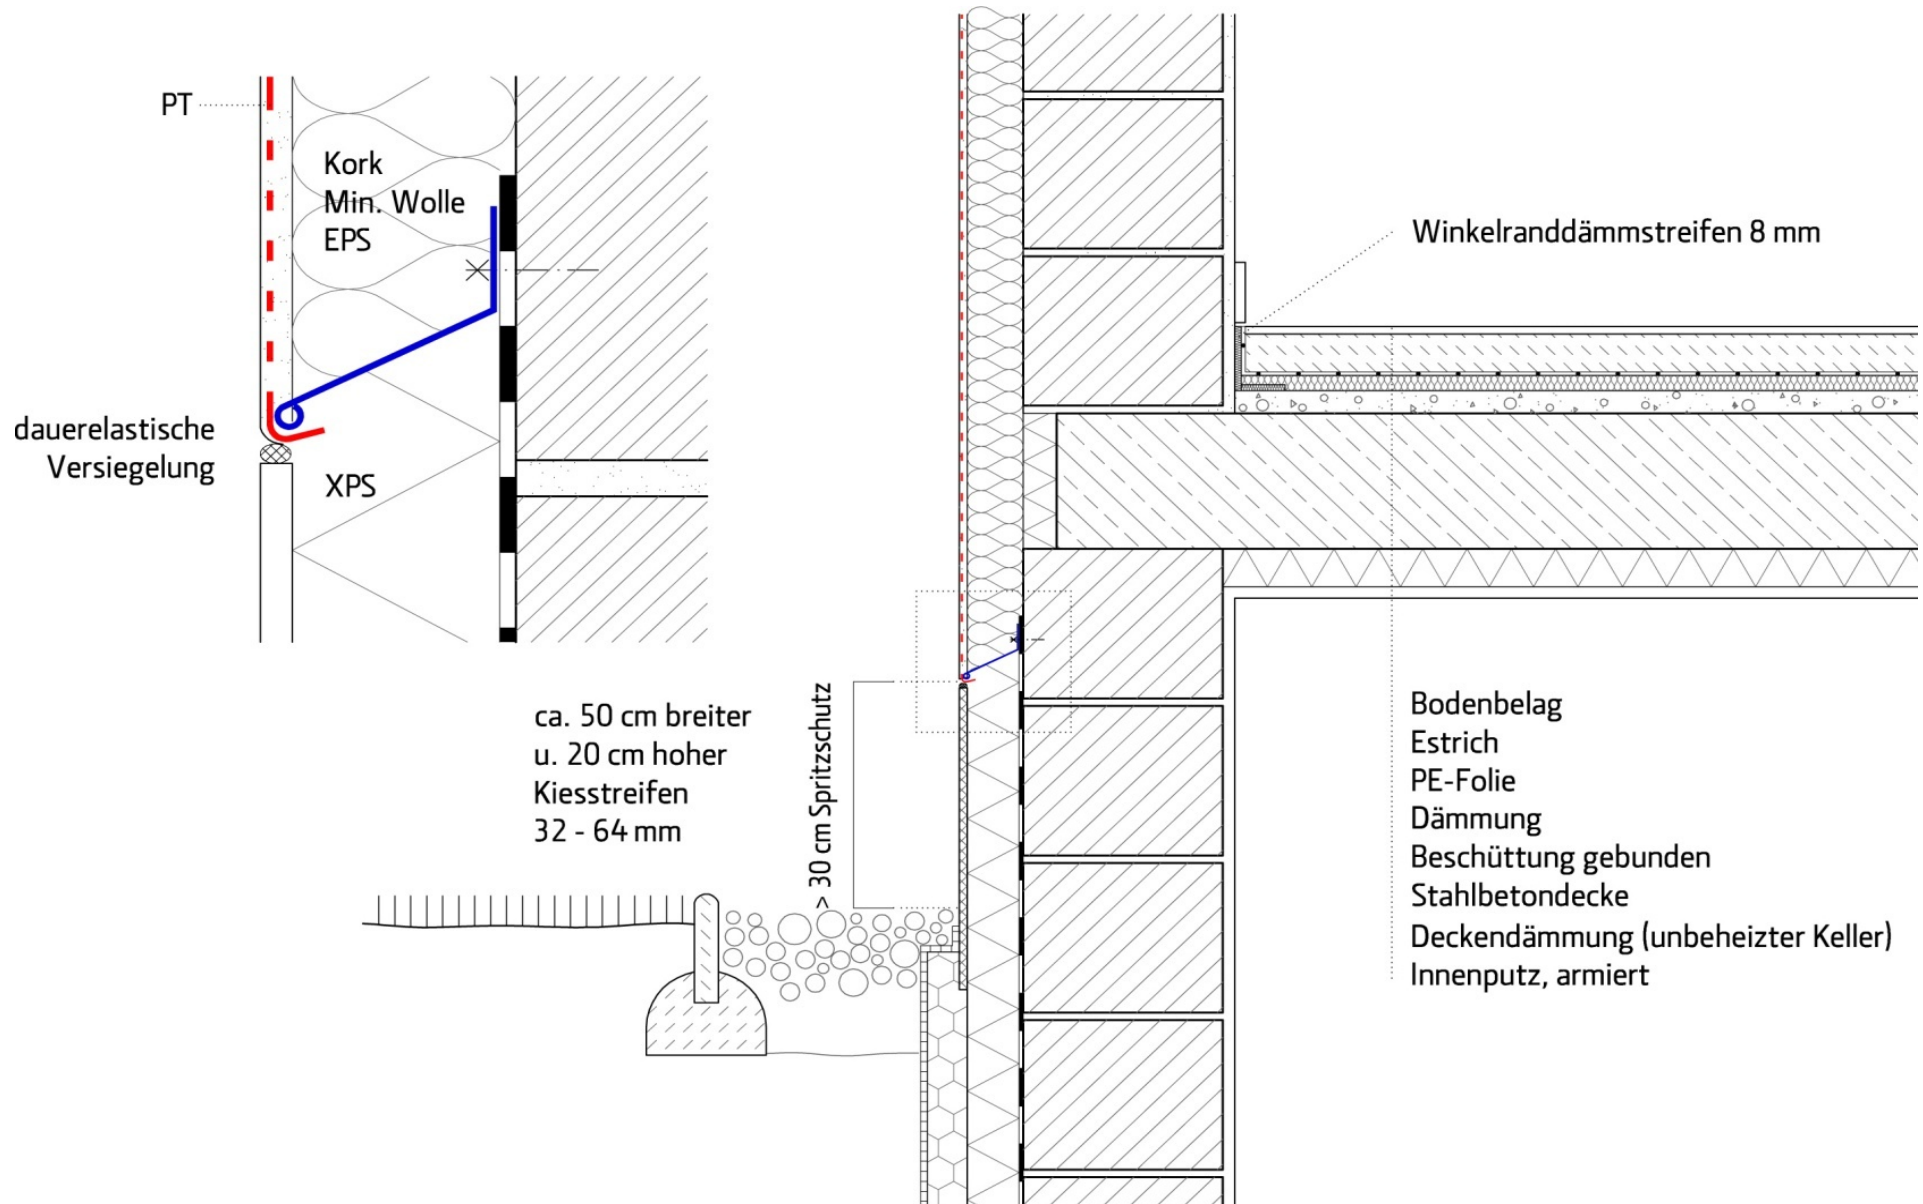 PT
Kork
Min. Wolle
EPS
dauerelastische
Versiegelung
XPS
Winkelranddämmstreifen 8 mm
ca. 50 cm breiter
u. 20 cm hoher
Kiesstreifen
32 - 64 mm
> 30 cm Spritzschutz
Bodenbelag
Estrich
PE-Folie
Dämmung
Beschüttung gebunden
Stahlbetondecke
Deckendämmung (unbeheizter Keller)
Innenputz, armiert